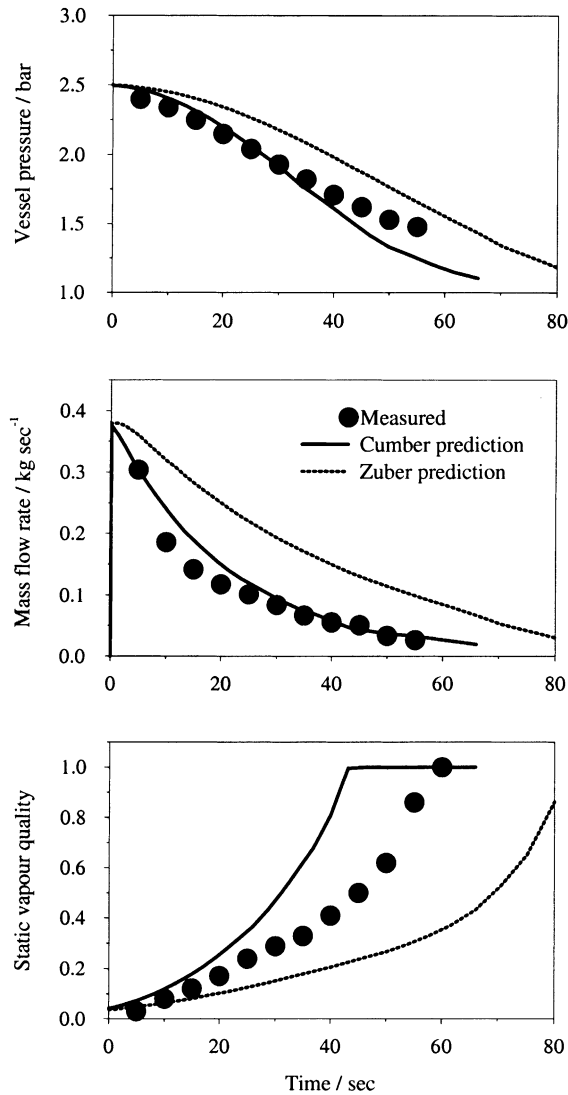 3.0
2.5
2.0
1.5
1.0
Vessel pressure / bar
0 20 40 60 80
0.4
0.3
0.2
0.1
0.0
Mass flow rate / kg sec⁻¹
Measured
Cumber prediction
Zuber prediction
0 20 40 60 80
1.0
0.8
0.6
0.4
0.2
0.0
Static vapour quality
0 20 40 60 80
Time / sec